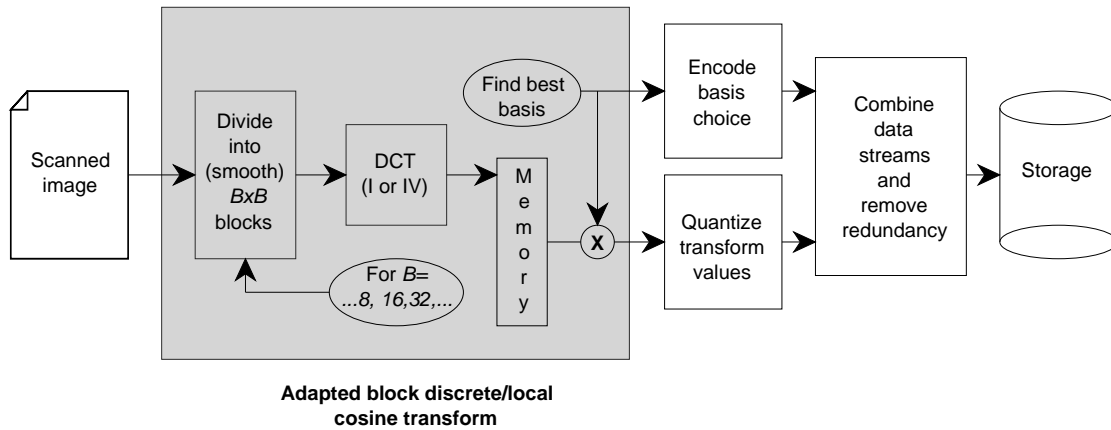 Scanned
image
Divide
into
(smooth)
BxB
blocks
DCT
(I or IV)
For B=
...8, 16,32,...
M
e
m
o
r
y
Find best
basis
X
Encode
basis
choice
Quantize
transform
values
Combine
data
streams
and
remove
redundancy
Storage
Adapted block discrete/local
cosine transform